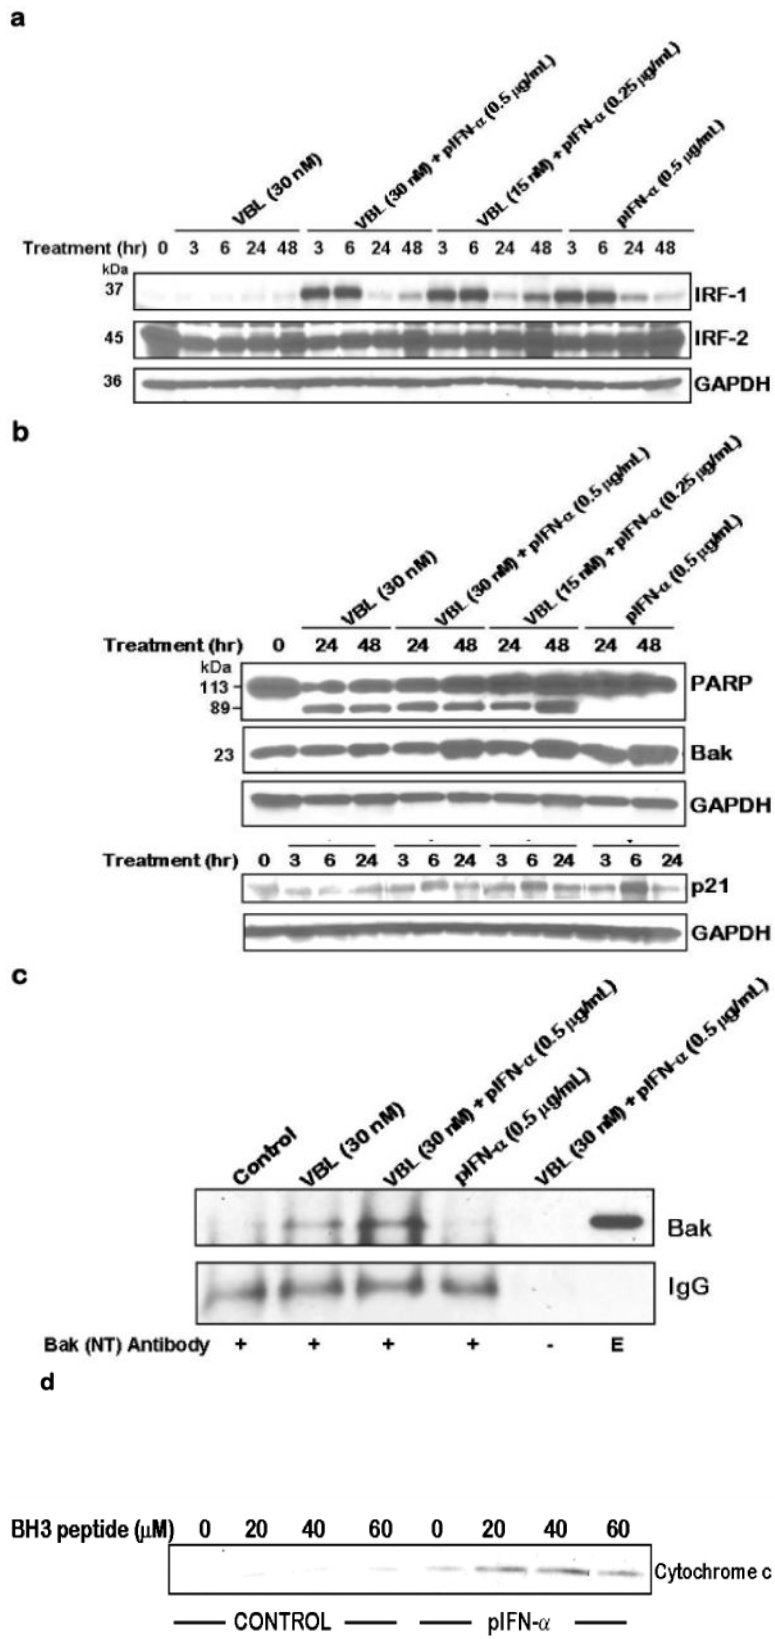 a
VBL (30 nM)
VBL (30 nM) + pIFN-α (0.5 μg/mL)
VBL (15 nM) + pIFN-α (0.25 μg/mL)
pIFN-α (0.5 μg/mL)
Treatment (hr) 0 3 6 24 48 3 6 24 48 3 6 24 48 3 6 24 48
kDa
37 IRF-1
45 IRF-2
36 GAPDH
b
VBL (30 nM)
VBL (30 nM) + pIFN-α (0.5 μg/mL)
VBL (15 nM) + pIFN-α (0.25 μg/mL)
pIFN-α (0.5 μg/mL)
Treatment (hr) 0 24 48 24 48 24 48 24 48
kDa
113 PARP
89
23 Bak
GAPDH
Treatment (hr) 0 3 6 24 3 6 24 3 6 24 3 6 24
p21
GAPDH
c
Control
VBL (30 nM)
VBL (30 nM) + pIFN-α (0.5 μg/mL)
pIFN-α (0.5 μg/mL)
VBL (30 nM) + pIFN-α (0.5 μg/mL)
Bak
IgG
Bak (NT) Antibody + + + + - E
d
BH3 peptide (μM) 0 20 40 60 0 20 40 60
Cytochrome c
CONTROL pIFN-α